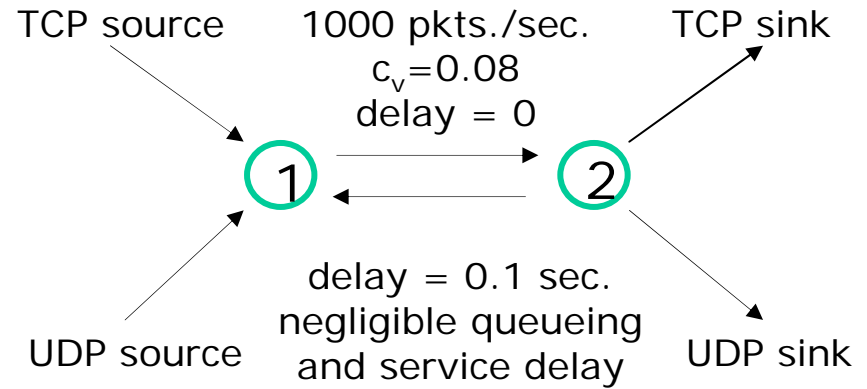 TCP source
1000 pkts./sec.
TCP sink
cᵥ=0.08
delay = 0
1
2
delay = 0.1 sec.
negligible queueing
and service delay
UDP source
UDP sink